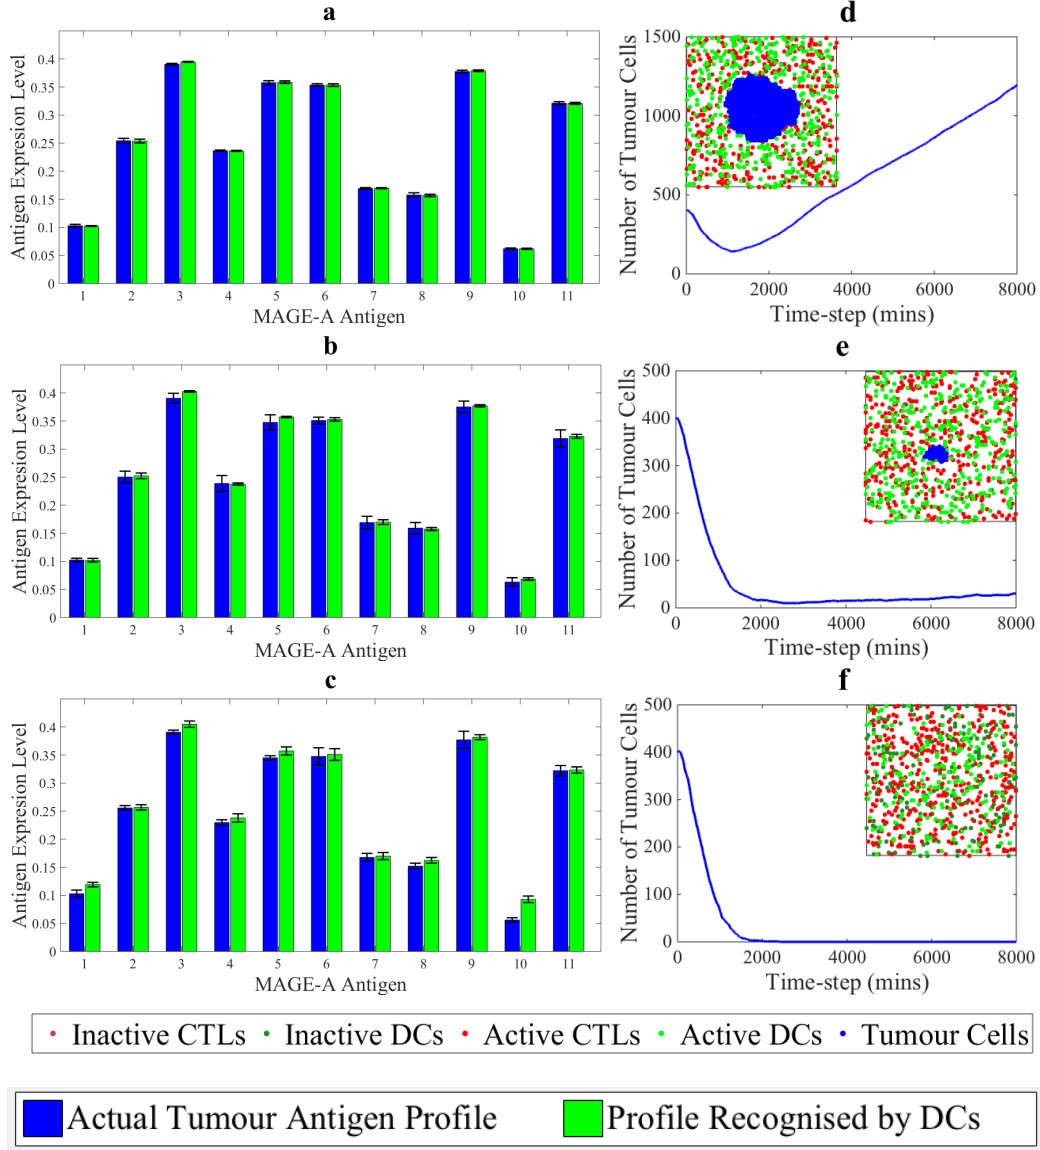 a
Antigen Expression Level
0.4
0.35
0.3
0.25
0.2
0.15
0.1
0.05
0
1 2 3 4 5 6 7 8 9 10 11
MAGE-A Antigen
d
Number of Tumour Cells
1500
1000
500
0
0 2000 4000 6000 8000
Time-step (mins)
b
Antigen Expression Level
0.4
0.35
0.3
0.25
0.2
0.15
0.1
0.05
0
1 2 3 4 5 6 7 8 9 10 11
MAGE-A Antigen
e
Number of Tumour Cells
500
400
300
200
100
0
0 2000 4000 6000 8000
Time-step (mins)
c
Antigen Expression Level
0.4
0.35
0.3
0.25
0.2
0.15
0.1
0.05
0
1 2 3 4 5 6 7 8 9 10 11
MAGE-A Antigen
f
Number of Tumour Cells
500
400
300
200
100
0
0 2000 4000 6000 8000
Time-step (mins)
Inactive CTLs Inactive DCs Active CTLs Active DCs Tumour Cells
Actual Tumour Antigen Profile Profile Recognised by DCs